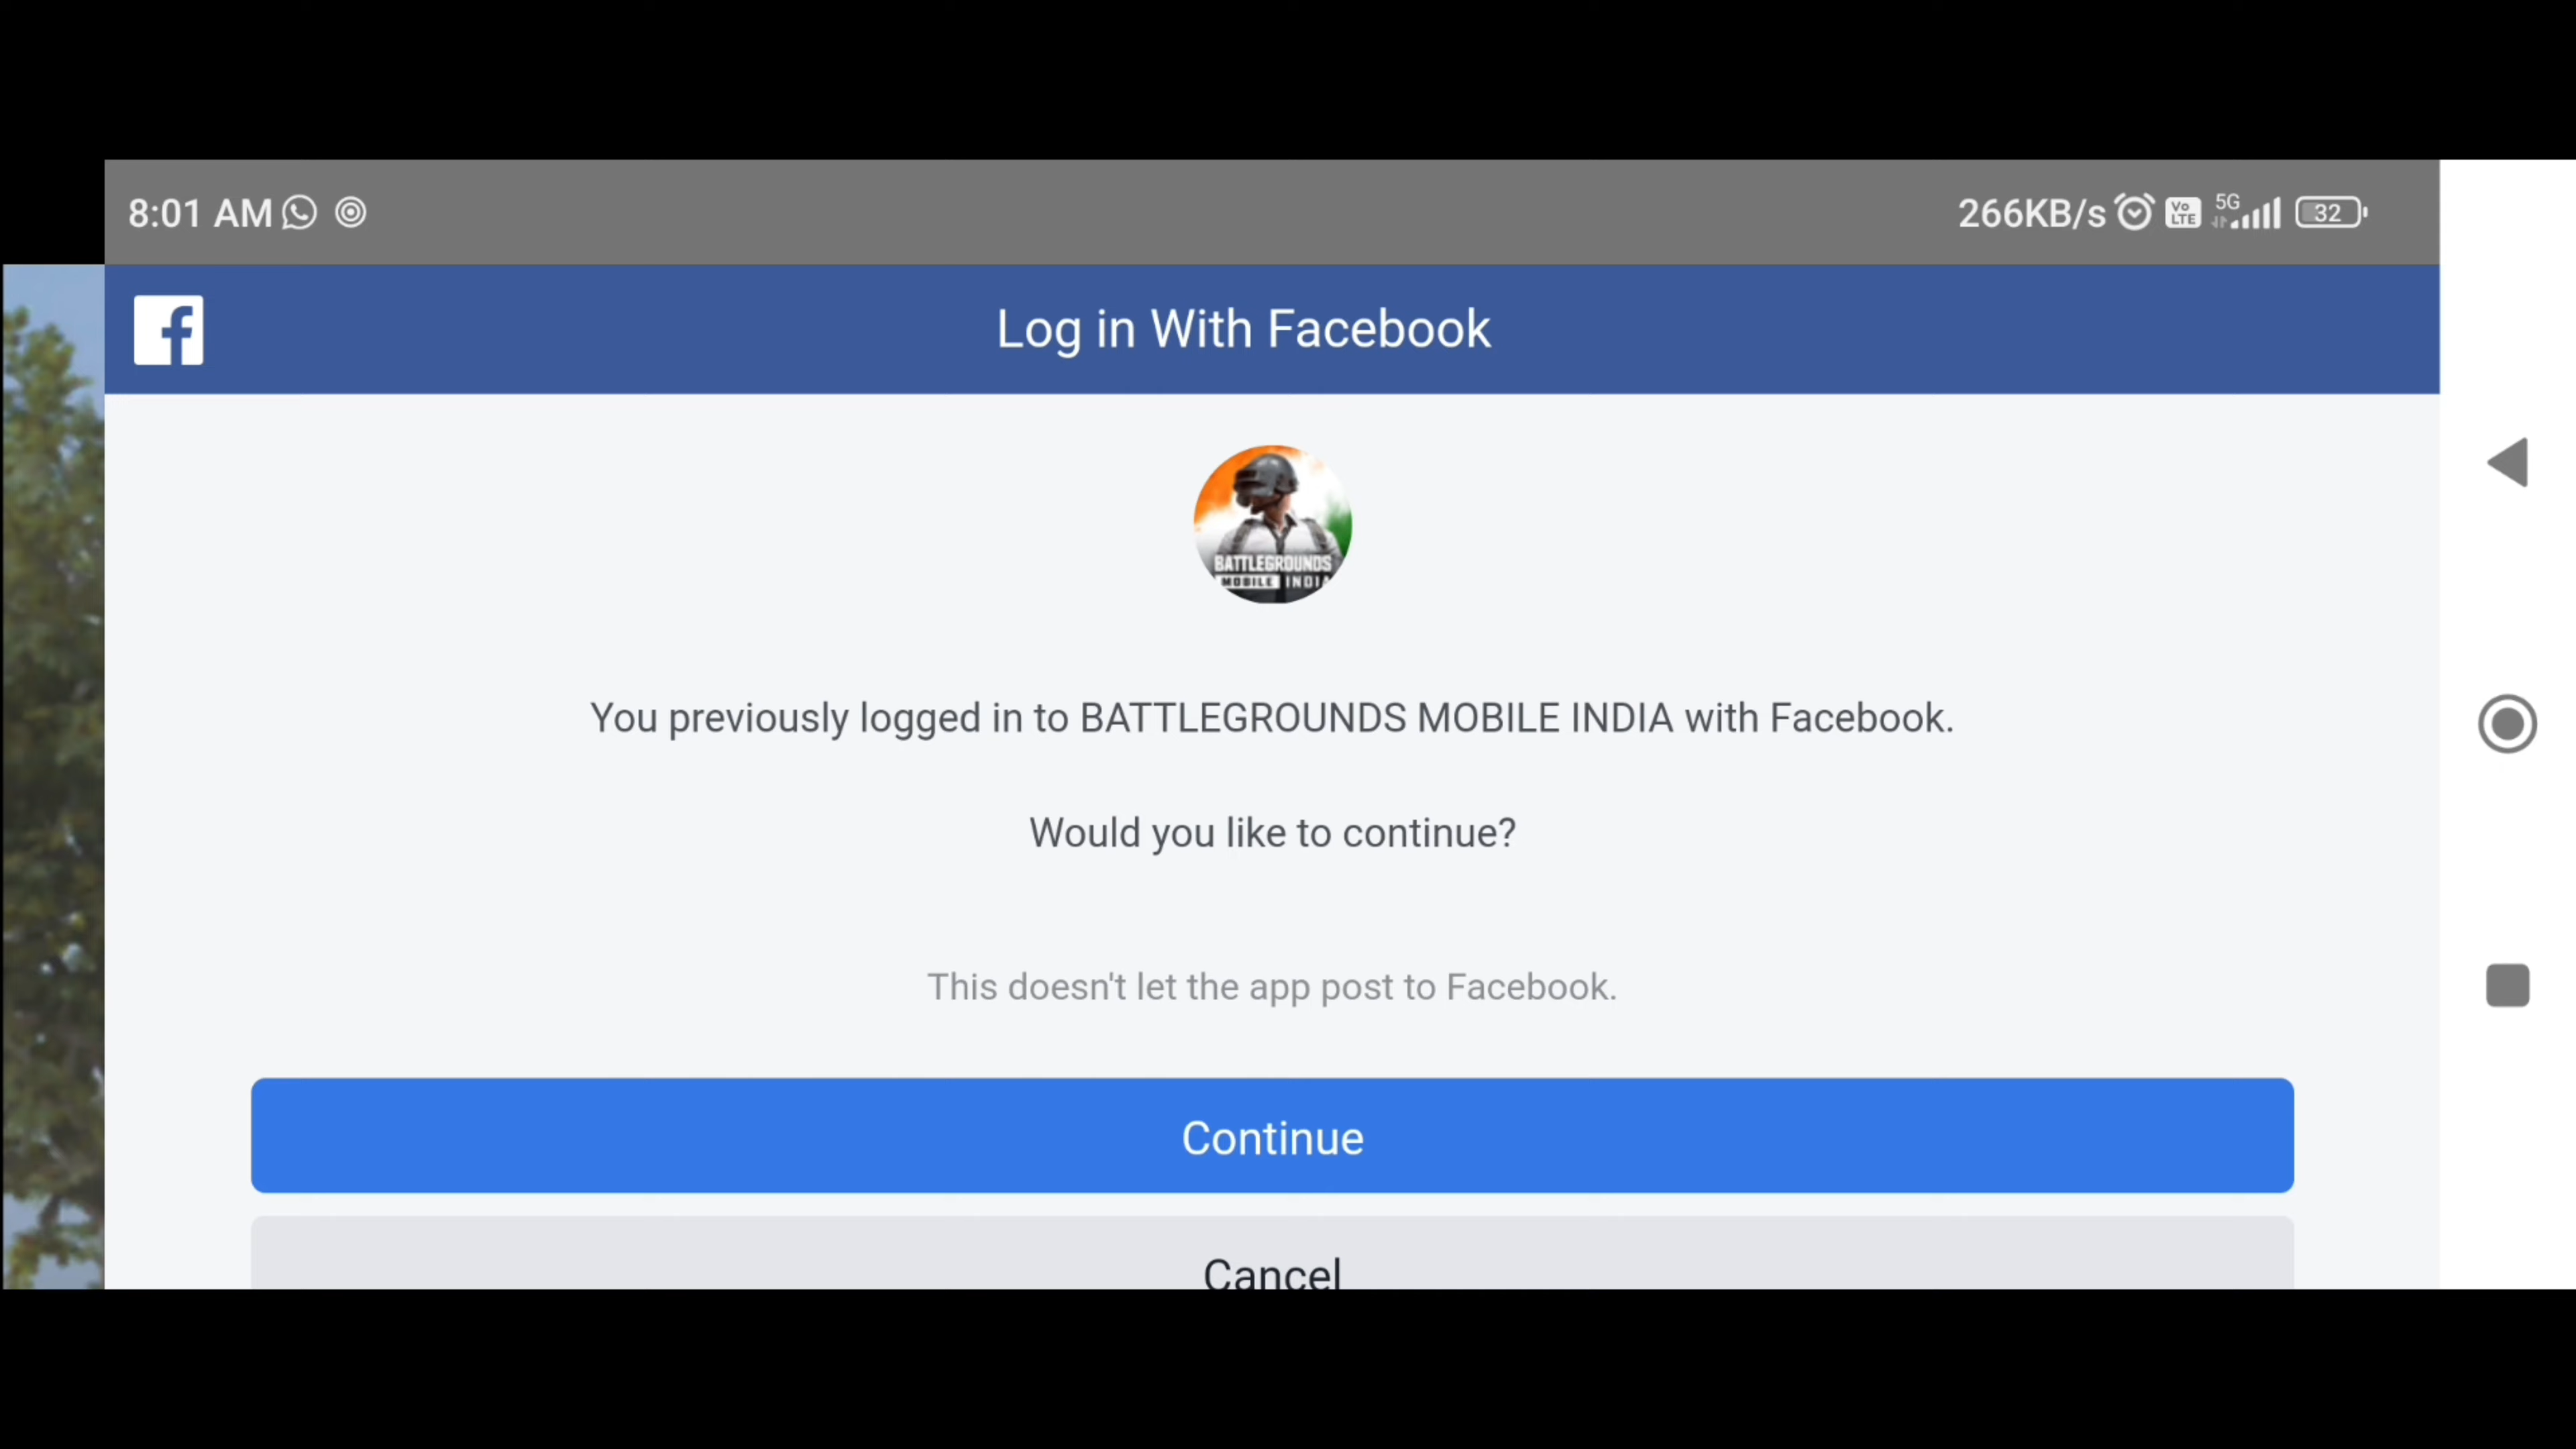 8:01 AM
266KB/s Vo LTE 5G 32
Log in With Facebook
BATTLEGROUNDS
MOBILE INDIA
You previously logged in to BATTLEGROUNDS MOBILE INDIA with Facebook.
Would you like to continue?
This doesn't let the app post to Facebook.
Continue
Cancel